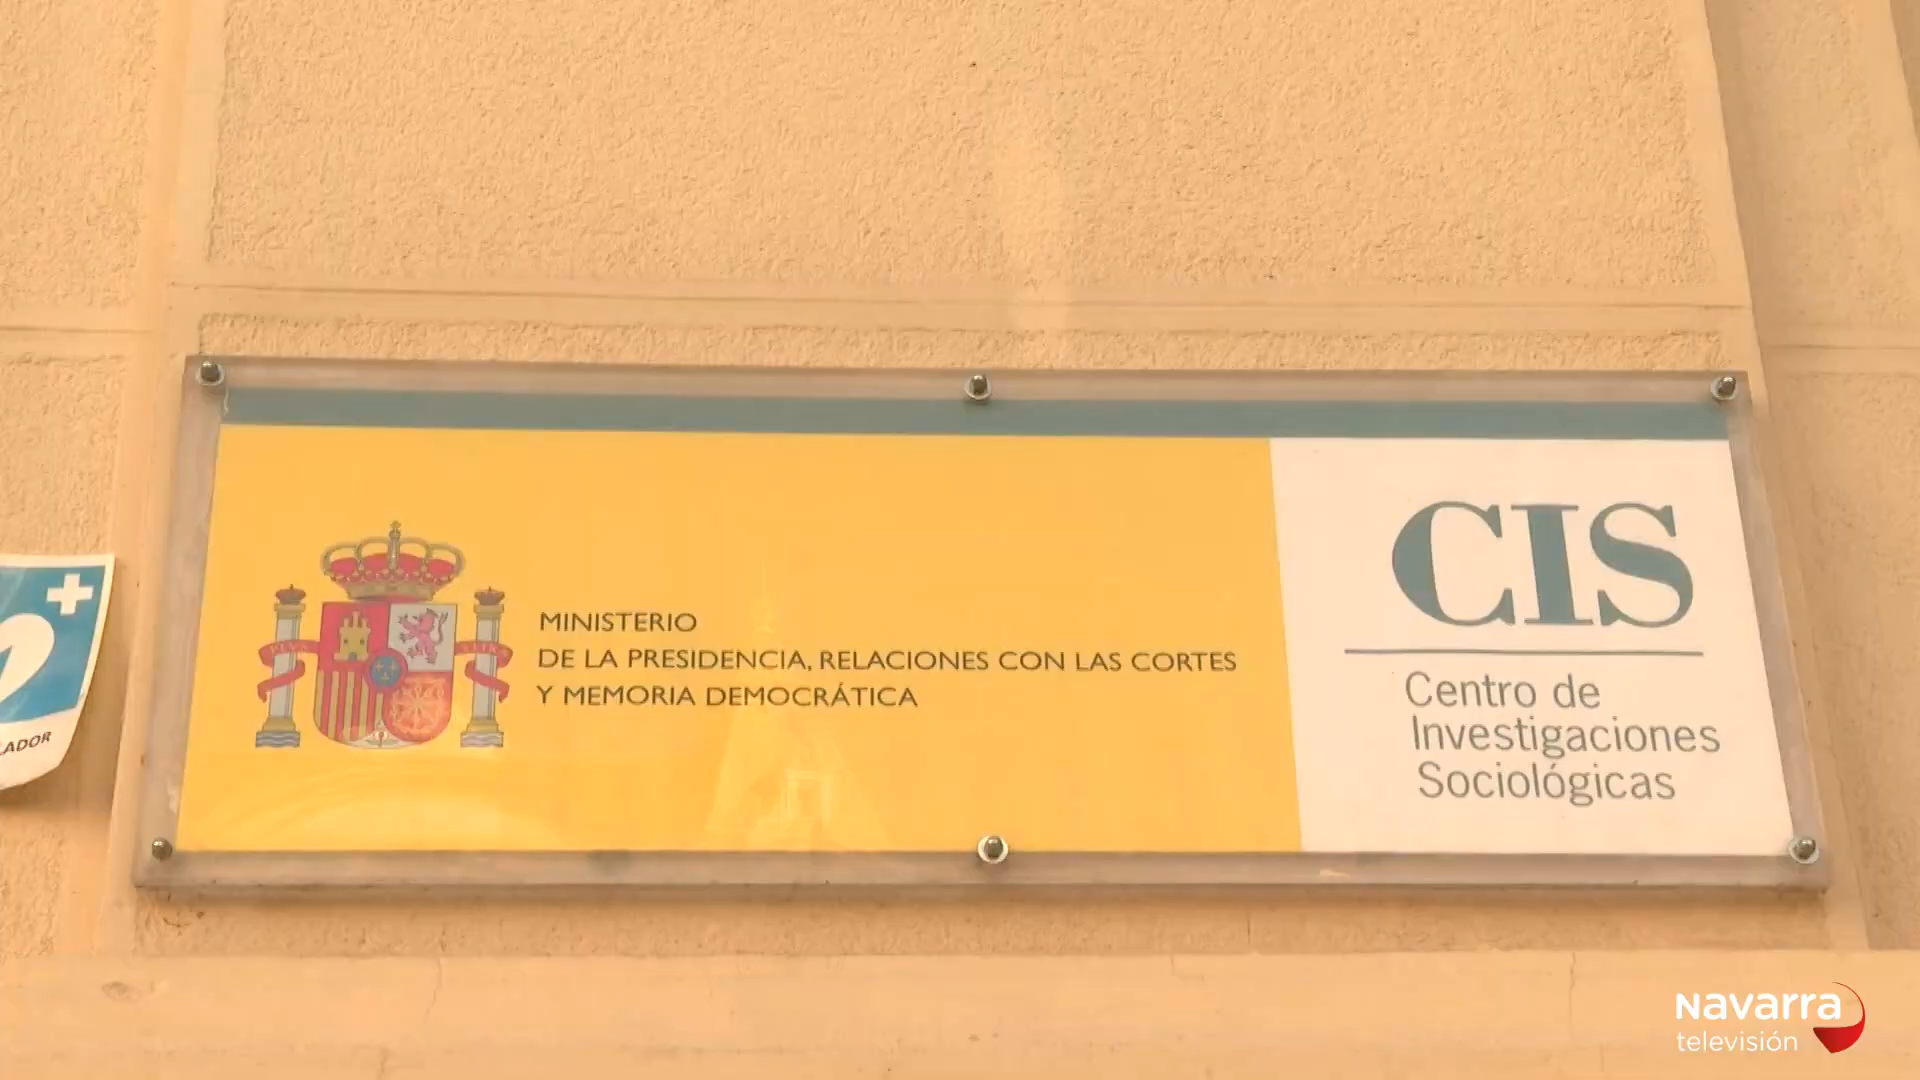 MINISTERIO
DE LA PRESIDENCIA, RELACIONES CON LAS CORTES
Y MEMORIA DEMOCRÁTICA
CIS
Centro de
Investigaciones
Sociológicas
Navarra
televisión